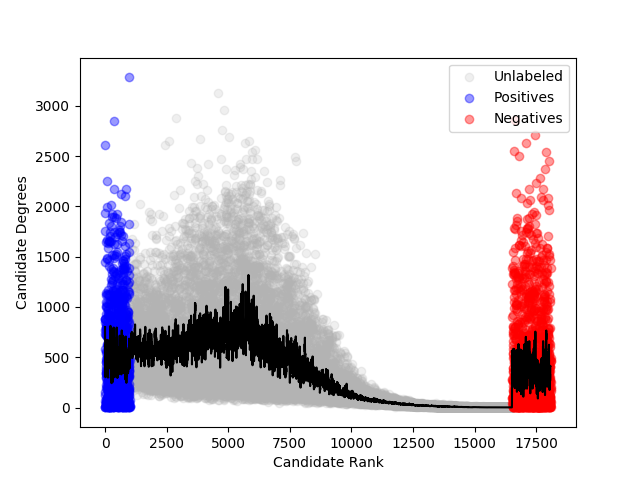 Unlabeled
Positives
Negatives
Candidate Degrees
3000
2500
2000
1500
1000
500
0
0 2500 5000 7500 10000 12500 15000 17500
Candidate Rank